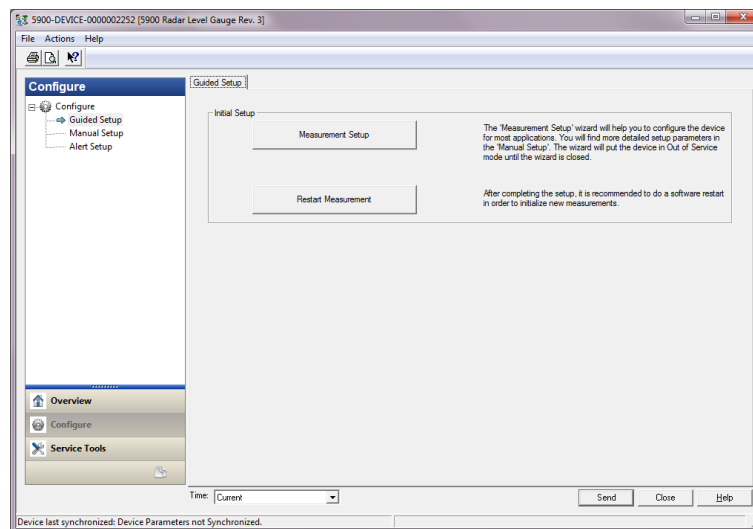 5900-DEVICE-0000002252 [5900 Radar Level Gauge Rev. 3]
File Actions Help
Configure
Configure
Guided Setup
Manual Setup
Alert Setup
Overview
Configure
Service Tools
Guided Setup
Initial Setup
Measurement Setup
The 'Measurement Setup' wizard will help you to configure the device
for most applications. You will find more detailed setup parameters in
the 'Manual Setup'. The wizard will put the device in Out of Service
mode until the wizard is closed.
Restart Measurement
After completing the setup, it is recommended to do a software restart
in order to initialize new measurements.
Time: Current
Send Close Help
Device last synchronized: Device Parameters not Synchronized.